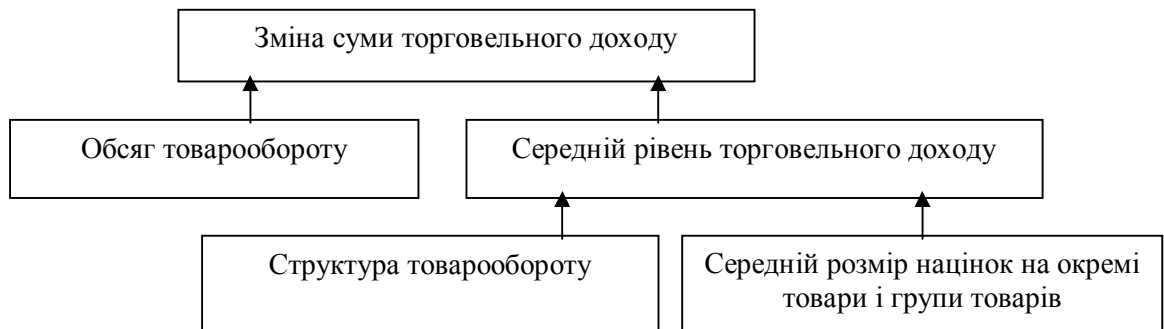 Зміна суми торговельного доходу
Обсяг товарообороту
Середній рівень торговельного доходу
Структура товарообороту
Середній розмір націнок на окремі
товари і групи товарів